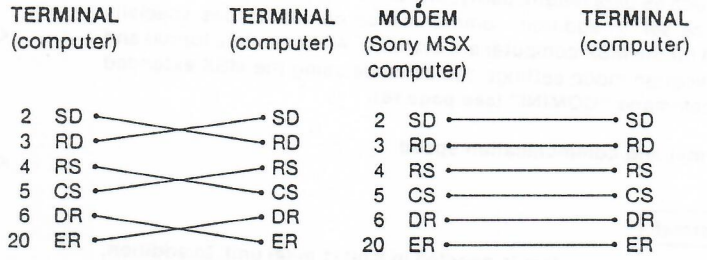 TERMINAL TERMINAL MODEM TERMINAL
(computer) (computer) (Sony MSX (computer)
computer)
2 SD SD 2 SD SD
3 RD RD 3 RD RD
4 RS RS 4 RS RS
5 CS CS 5 CS CS
6 DR DR 6 DR DR
20 ER ER 20 ER ER